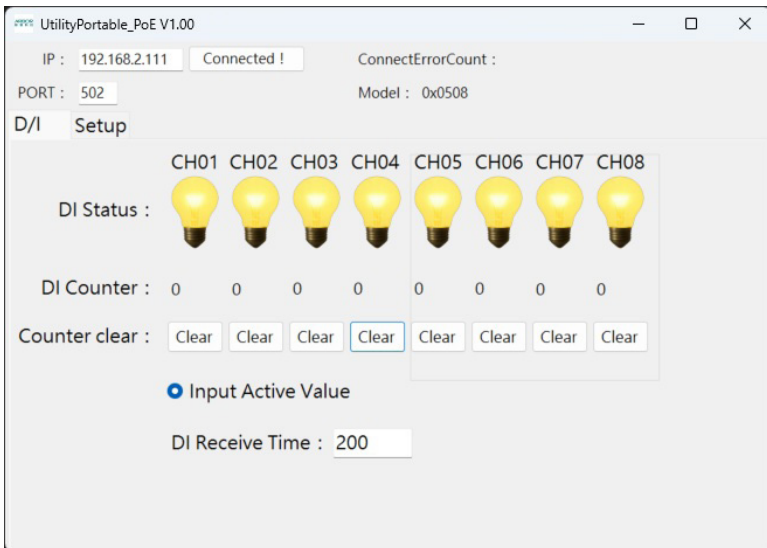 UtilityPortable_PoE V1.00
IP : 192.168.2.111 Connected ! ConnectErrorCount :
PORT : 502 Model : 0x0508
D/I Setup
CH01 CH02 CH03 CH04 CH05 CH06 CH07 CH08
DI Status :
DI Counter : 0 0 0 0 0 0 0 0
Counter clear : Clear Clear Clear Clear Clear Clear Clear Clear
Input Active Value
DI Receive Time : 200